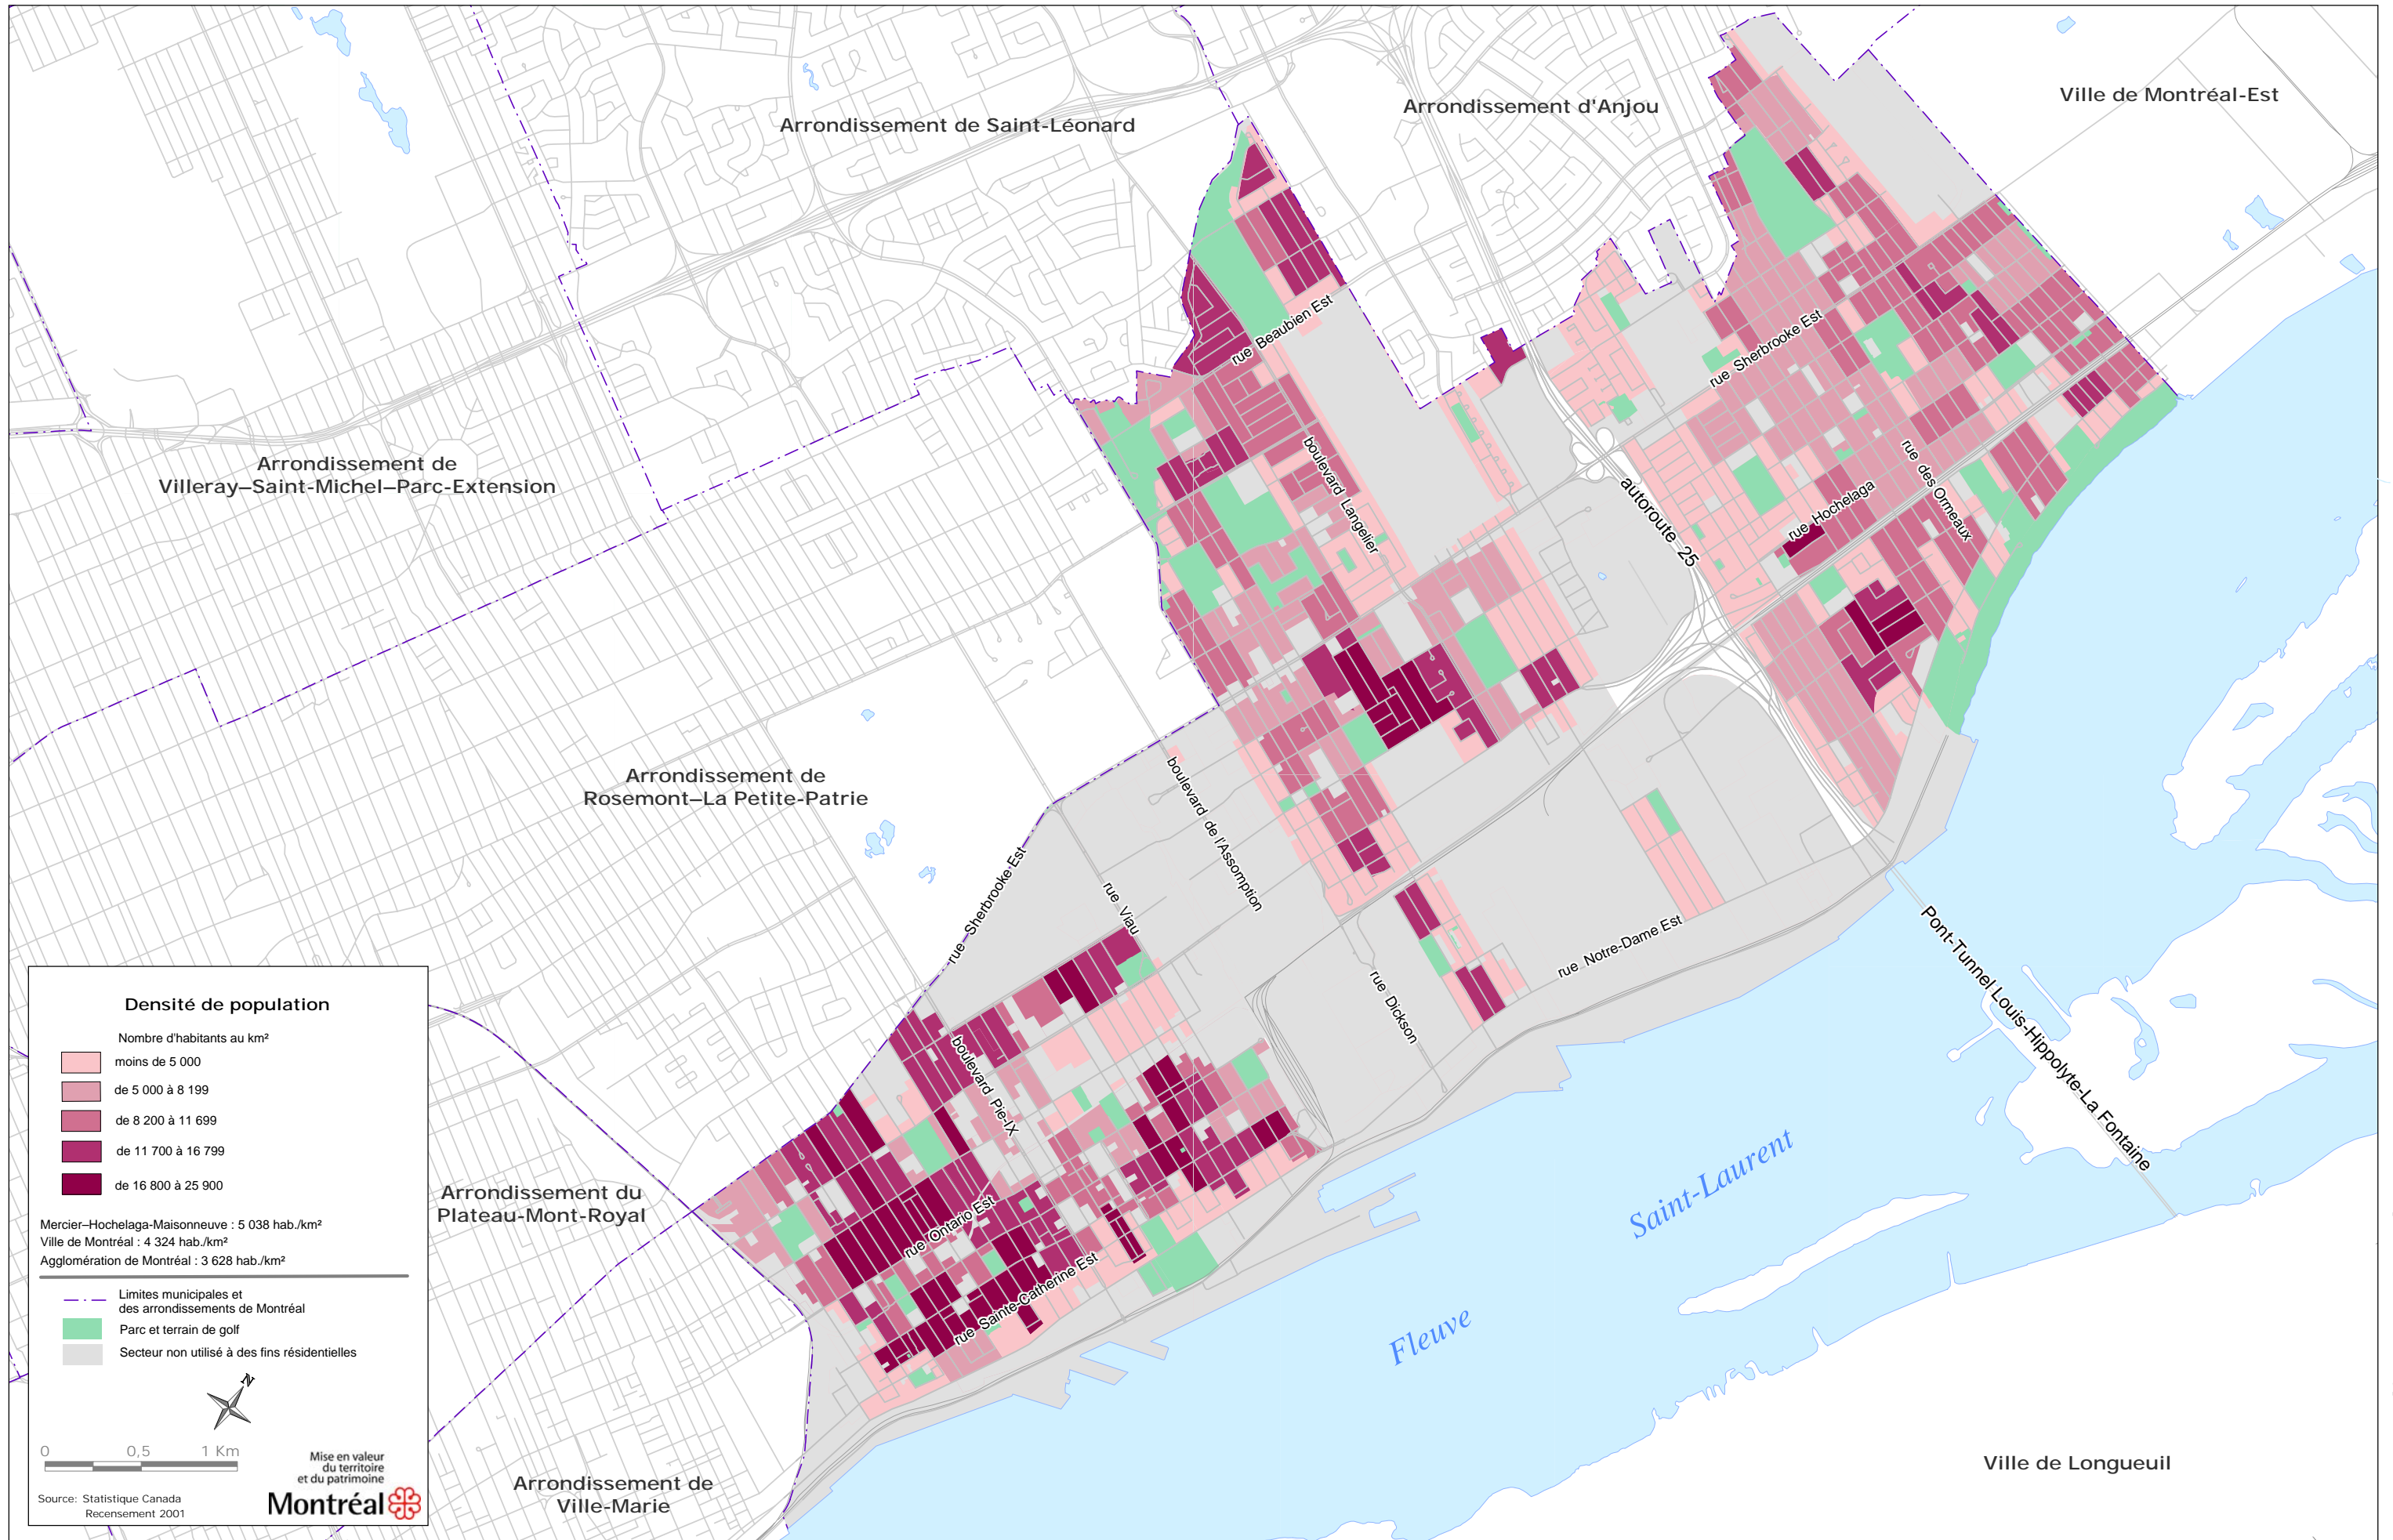 Arrondissement de Saint-Léonard
Arrondissement d'Anjou
Ville de Montréal-Est
Arrondissement de
Villeray–Saint-Michel–Parc-Extension
rue Beaubien Est
rue Sherbrooke Est
boulevard Langelier
autoroute 25
rue Hochelaga
rue des Ormeaux
Arrondissement de
Rosemont–La Petite-Patrie
boulevard de l'Assomption
rue Sherbrooke Est
rue Viau
rue Dickson
rue Notre-Dame Est
Pont-Tunnel Louis-Hippolyte-La Fontaine
boulevard Pie-IX
rue Ontario Est
rue Sainte-Catherine Est
Arrondissement du
Plateau-Mont-Royal
Fleuve
Saint-Laurent
Arrondissement de
Ville-Marie
Ville de Longueuil
Densité de population
Nombre d'habitants au km²
moins de 5 000
de 5 000 à 8 199
de 8 200 à 11 699
de 11 700 à 16 799
de 16 800 à 25 900
Mercier–Hochelaga-Maisonneuve : 5 038 hab./km²
Ville de Montréal : 4 324 hab./km²
Agglomération de Montréal : 3 628 hab./km²
Limites municipales et
des arrondissements de Montréal
Parc et terrain de golf
Secteur non utilisé à des fins résidentielles
N
0 0,5 1 Km
Mise en valeur
du territoire
et du patrimoine
Montréal
Source: Statistique Canada
Recensement 2001